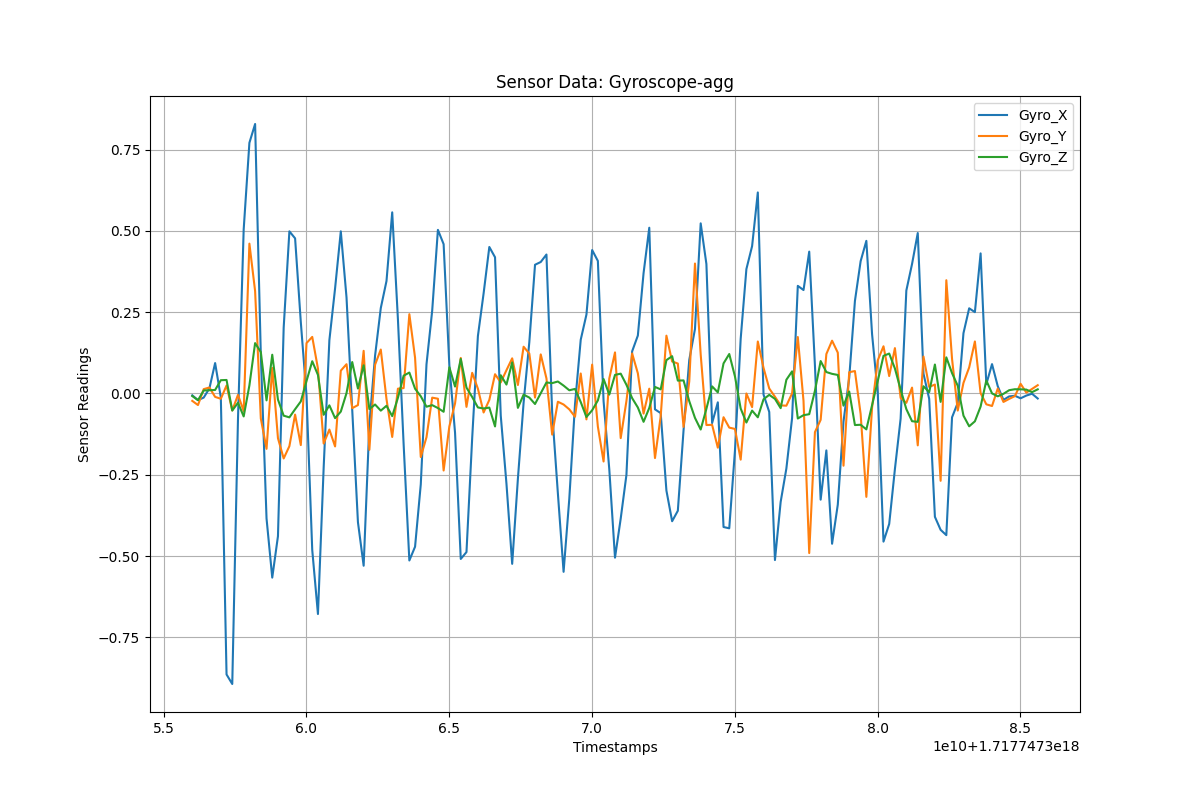 Sensor Data: Gyroscope-agg
Gyro_X
Gyro_Y
Gyro_Z
0.75
0.50
0.25
0.00
−0.25
−0.50
−0.75
Sensor Readings
5.5 6.0 6.5 7.0 7.5 8.0 8.5
Timestamps
1e10+1.7177473e18